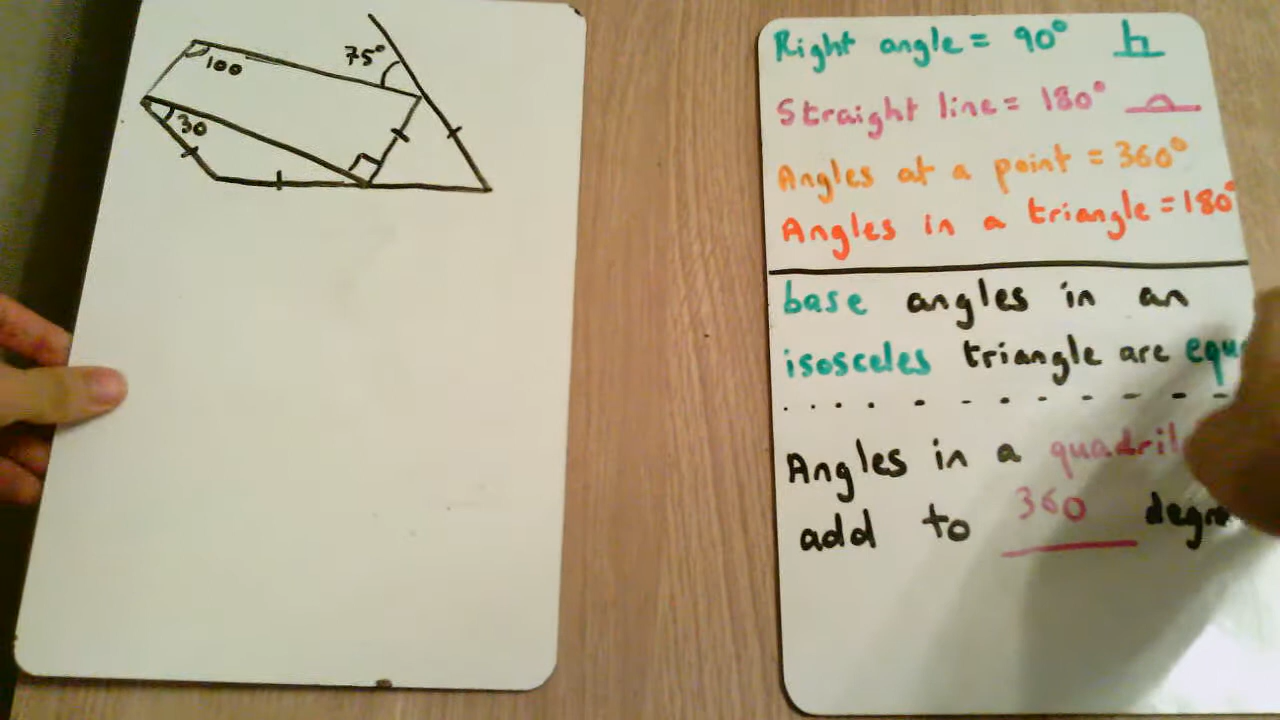 100
75°
30
Right angle = 90°
Straight line = 180°
Angles at a point = 360°
Angles in a triangle = 180°
base angles in an
isosceles triangle are
Angles in a
add to 360